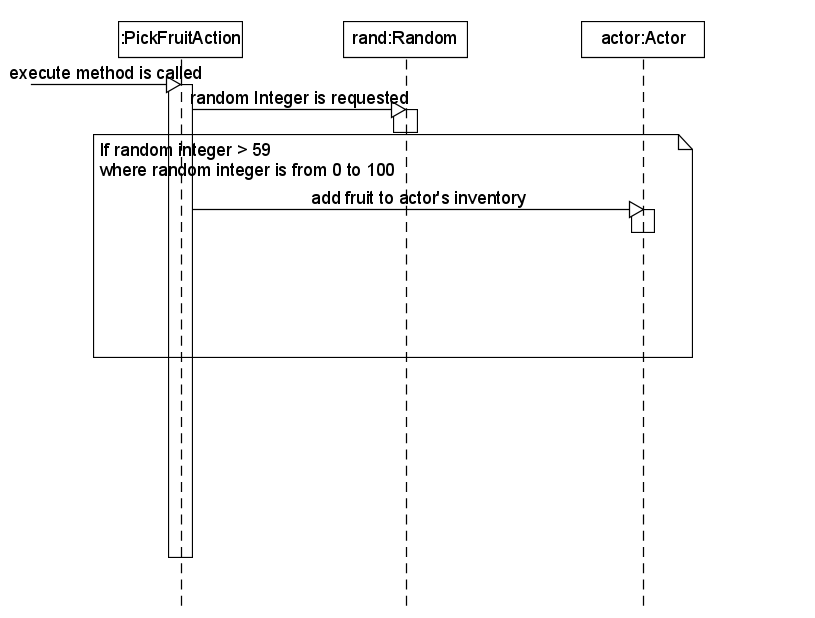 :PickFruitAction
rand:Random
actor:Actor
execute method is called
random Integer is requested
If random integer > 59
where random integer is from 0 to 100
add fruit to actor's inventory